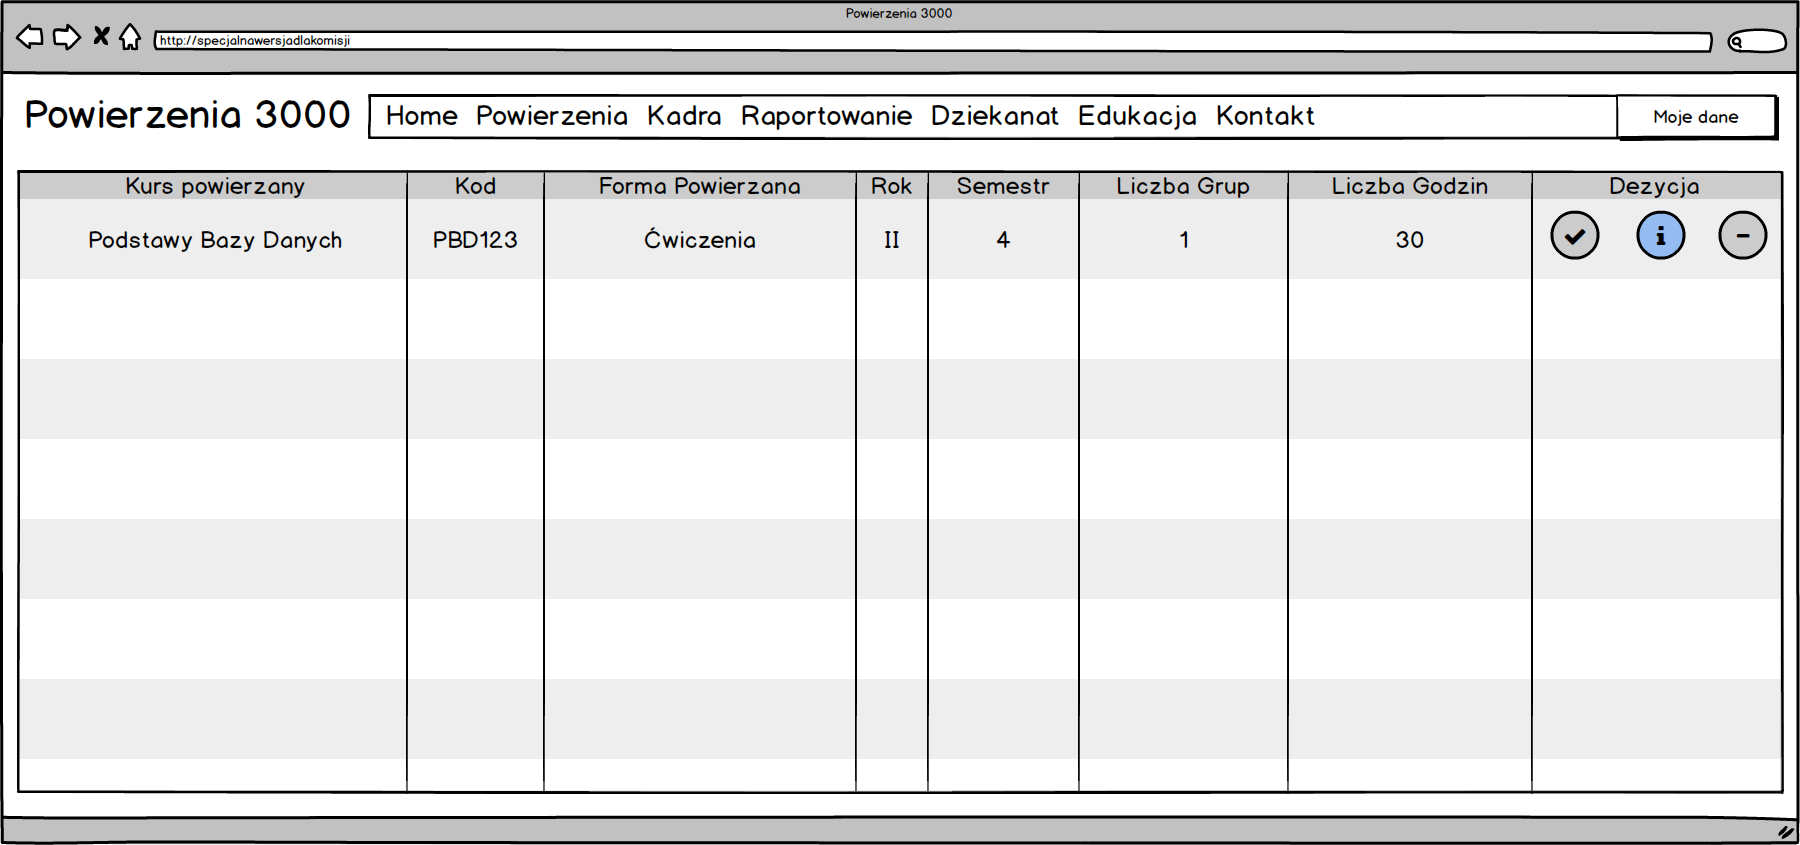 Powierzenia 3000
http://specjalnawersjadlakomisji
Powierzenia 3000 Home Powierzenia Kadra Raportowanie Dziekanat Edukacja Kontakt Moje dane
Kurs powierzany Kod Forma Powierzana Rok Semestr Liczba Grup Liczba Godzin Dezycja
Podstawy Bazy Danych PBD123 Ćwiczenia II 4 1 30